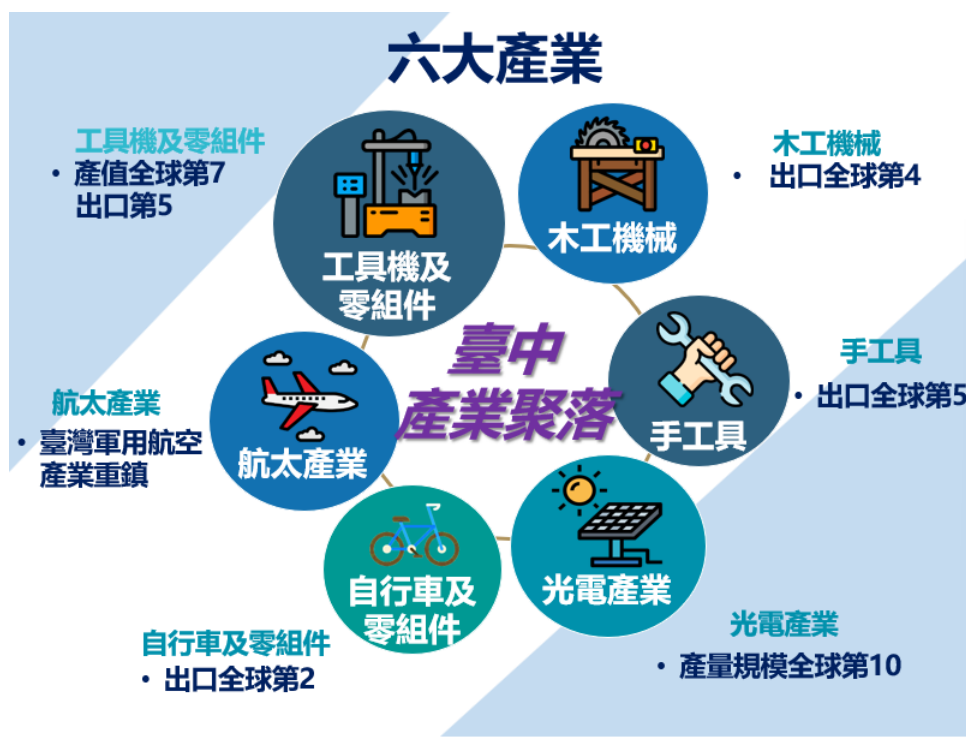 六大產業
工具機及零組件
• 產值全球第7
出口第5
木工機械
• 出口全球第4
工具機及
零組件
木工機械
臺中
產業聚落
手工具
• 出口全球第5
手工具
航太產業
• 臺灣軍用航空
產業重鎮
航太產業
自行車及
零組件
光電產業
自行車及零組件
• 出口全球第2
光電產業
• 產量規模全球第10